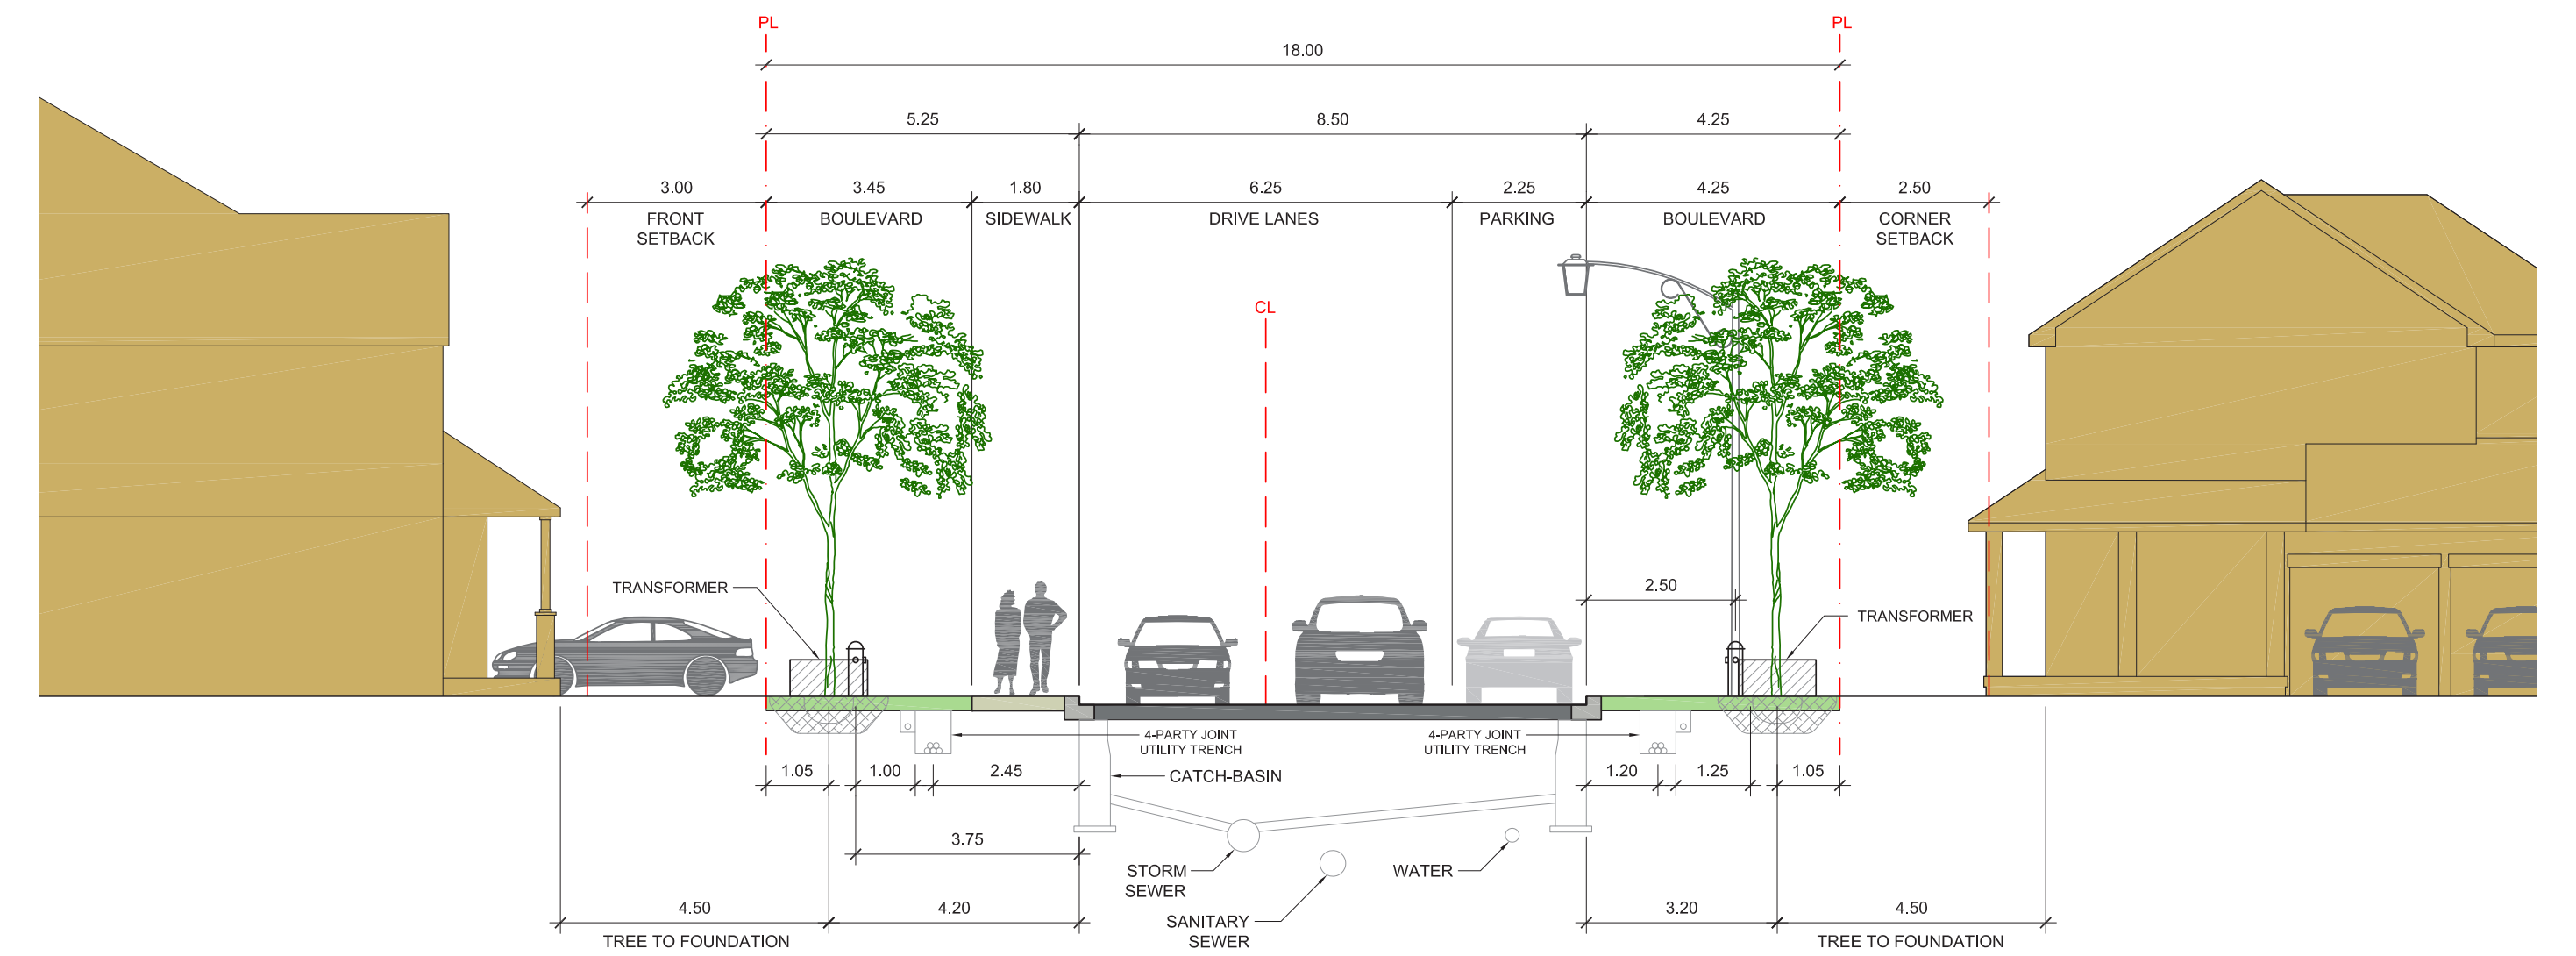 PL
PL
18.00
5.25
8.50
4.25
3.00
3.45
1.80
6.25
2.25
4.25
2.50
FRONT
SETBACK
BOULEVARD
SIDEWALK
DRIVE LANES
PARKING
BOULEVARD
CORNER
SETBACK
CL
TRANSFORMER
2.50
TRANSFORMER
4-PARTY JOINT
UTILITY TRENCH
4-PARTY JOINT
UTILITY TRENCH
1.05
1.00
2.45
CATCH-BASIN
1.20
1.25
1.05
3.75
STORM
SEWER
WATER
SANITARY
SEWER
4.50
4.20
3.20
4.50
TREE TO FOUNDATION
TREE TO FOUNDATION